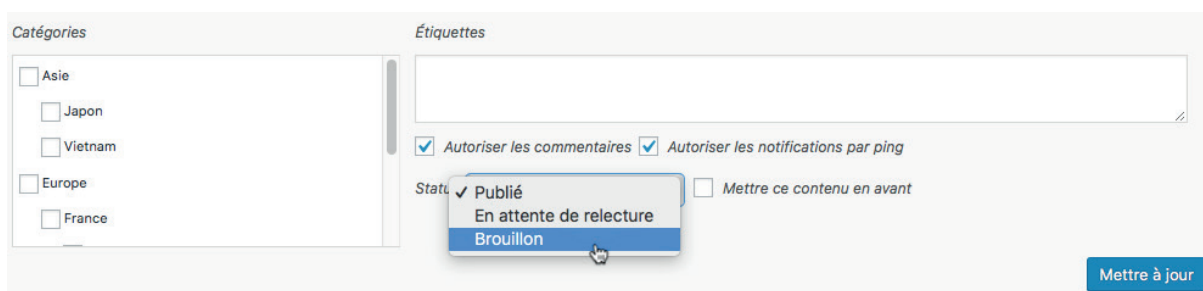 Catégories
Asie
Japon
Vietnam
Europe
France
Étiquettes
Autoriser les commentaires
Autoriser les notifications par ping
Statu
Publié
En attente de relecture
Brouillon
Mettre ce contenu en avant
Mettre à jour